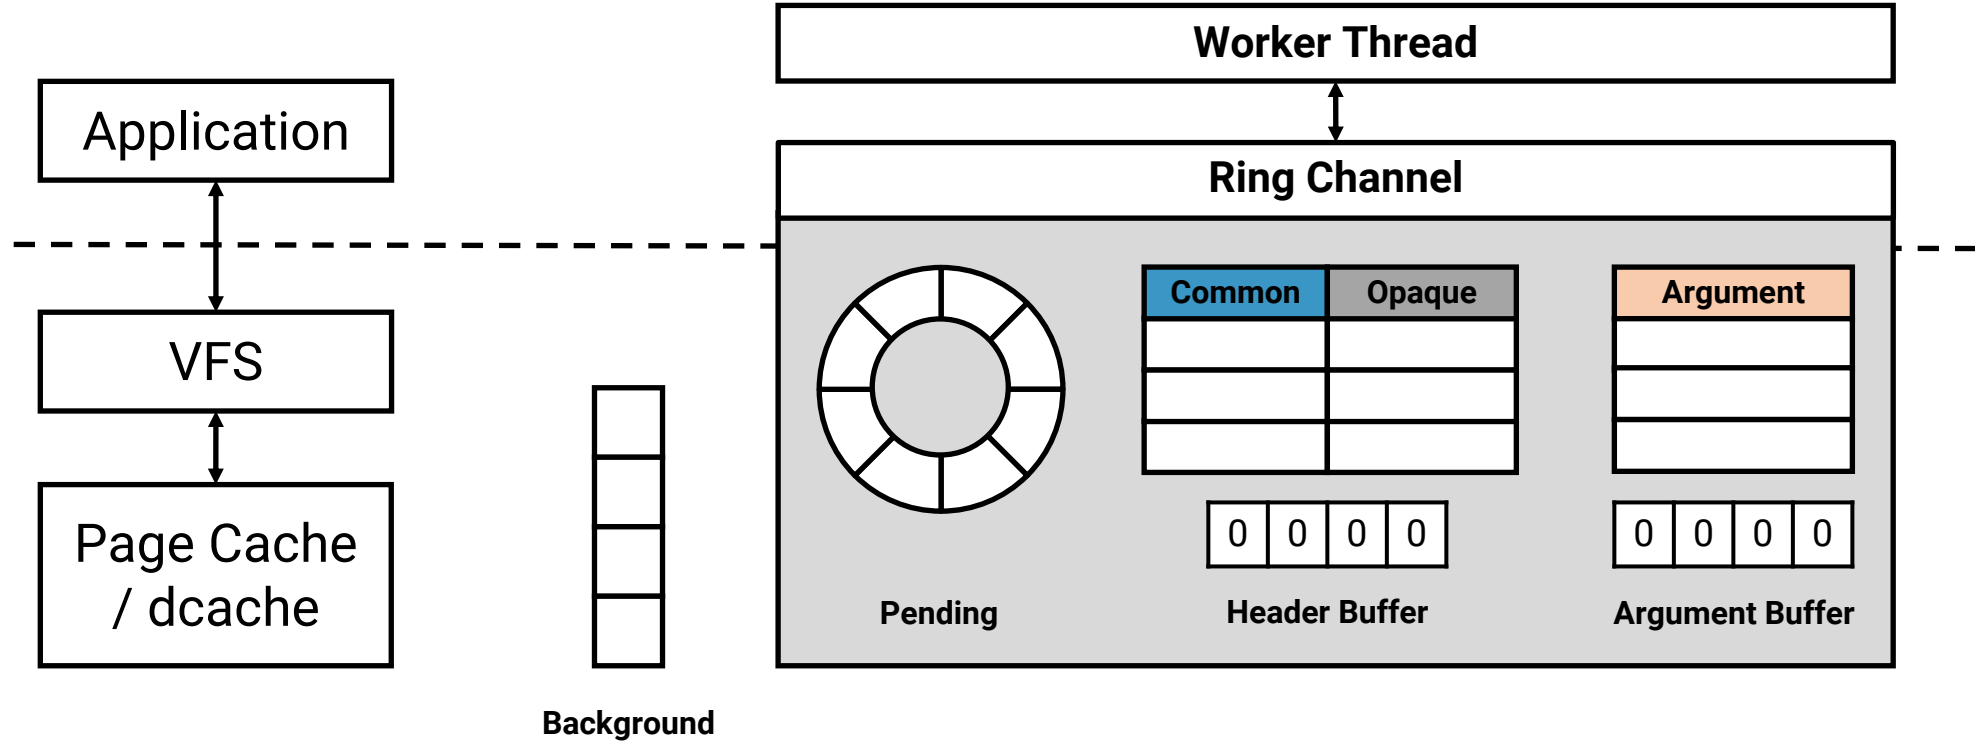 Worker Thread
Application
Ring Channel
Common Opaque Argument
VFS
0 0 0 0 0 0 0 0
Page Cache
/ dcache
Pending Header Buffer Argument Buffer
Background